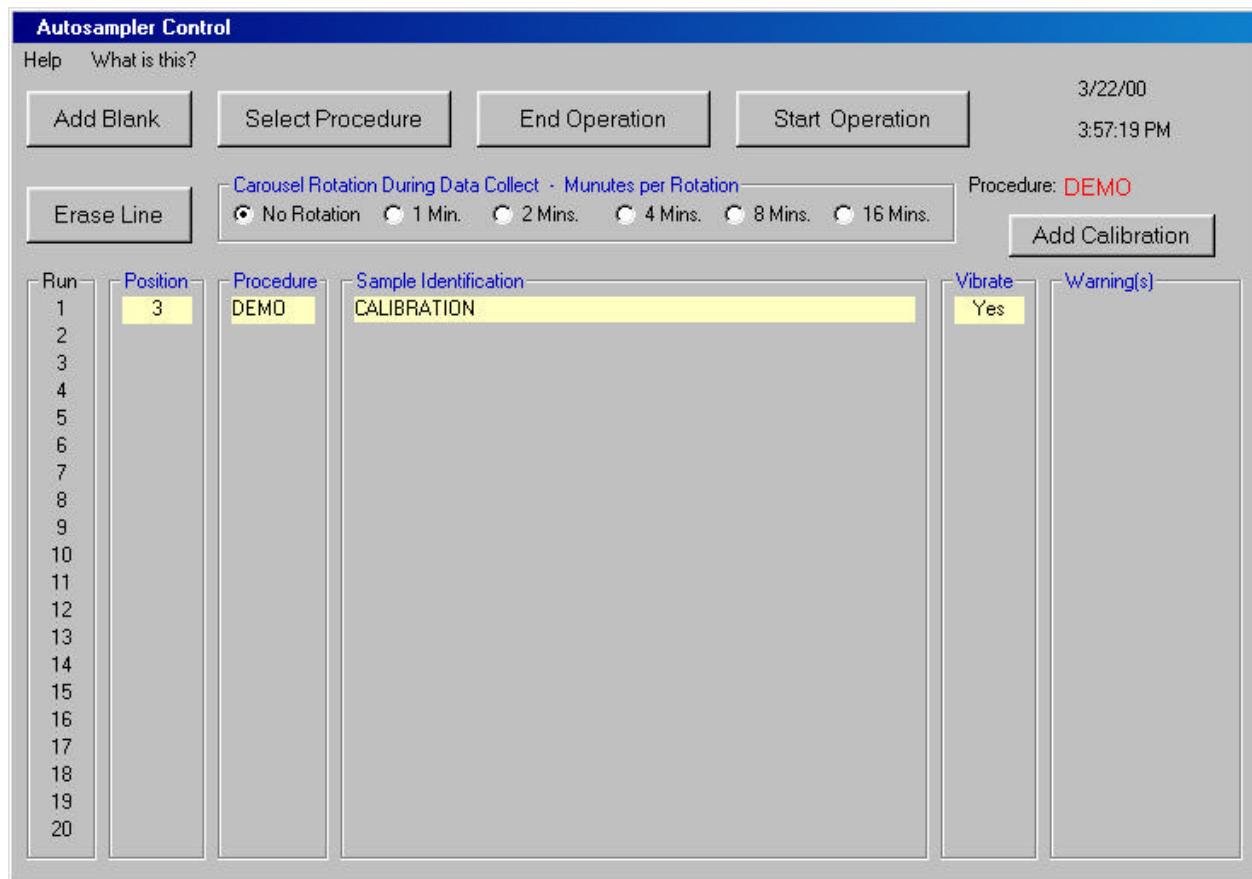 Autosampler Control
Help What is this?
Add Blank Select Procedure End Operation Start Operation
3/22/00
3:57:19 PM
Erase Line
Carousel Rotation During Data Collect - Munutes per Rotation
No Rotation 1 Min. 2 Mins. 4 Mins. 8 Mins. 16 Mins.
Procedure: DEMO
Add Calibration
Run Position Procedure Sample Identification Vibrate Warning(s)
1 3 DEMO CALIBRATION Yes
2
3
4
5
6
7
8
9
10
11
12
13
14
15
16
17
18
19
20